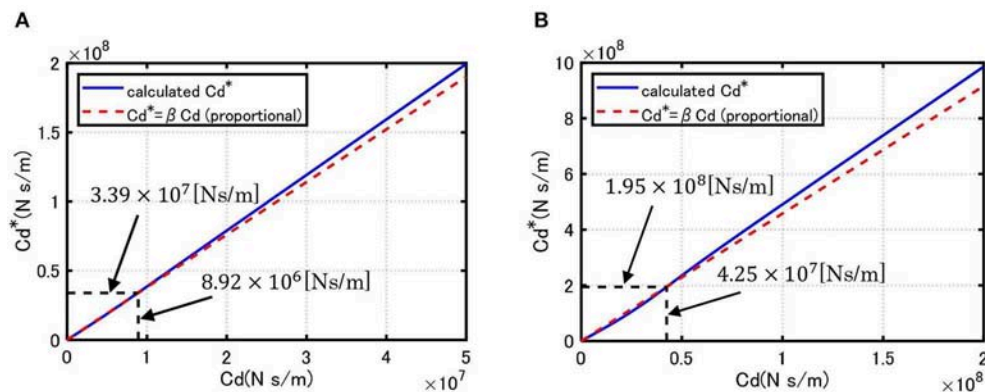 A
×10⁸
2
1.5
1
0.5
0
Cd*(N s/m)
calculated Cd*
Cd*= β Cd (proportional)
3.39 × 10⁷[Ns/m]
8.92 × 10⁶[Ns/m]
0 1 2 3 4 5
Cd(N s/m)
×10⁷
B
×10⁸
10
8
6
4
2
0
Cd*(N s/m)
calculated Cd*
Cd*= β Cd (proportional)
1.95 × 10⁸[Ns/m]
4.25 × 10⁷[Ns/m]
0 0.5 1 1.5 2
Cd(N s/m)
×10⁸